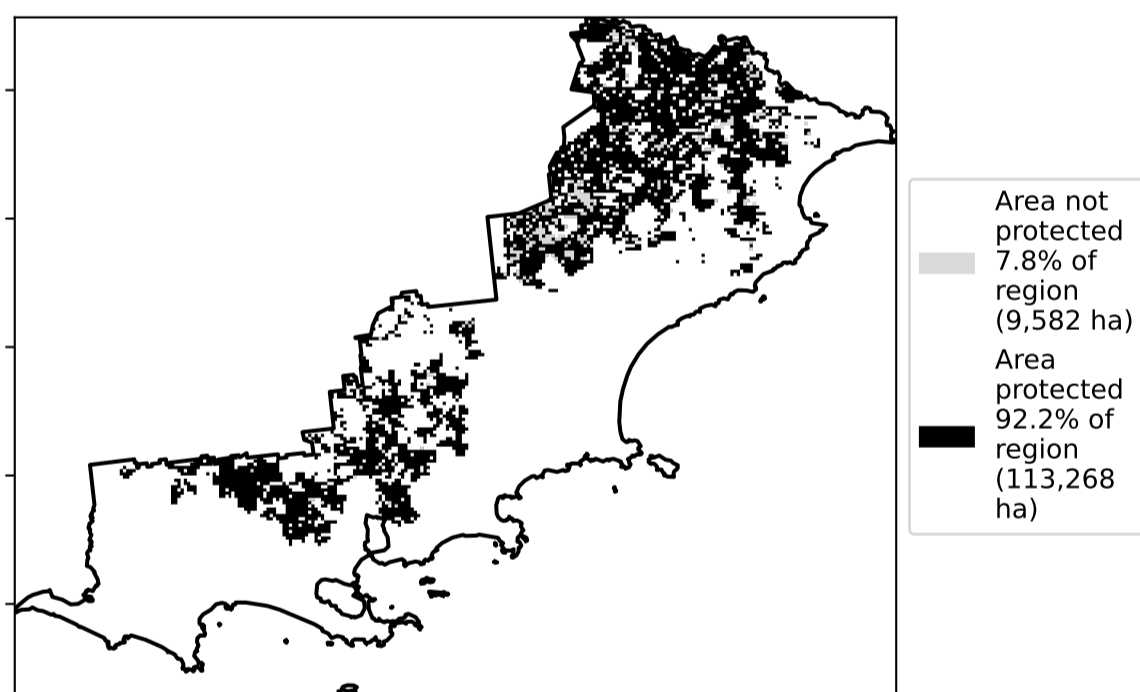 Area not
protected
7.8% of
region
(9,582 ha)
Area
protected
92.2% of
region
(113,268
ha)